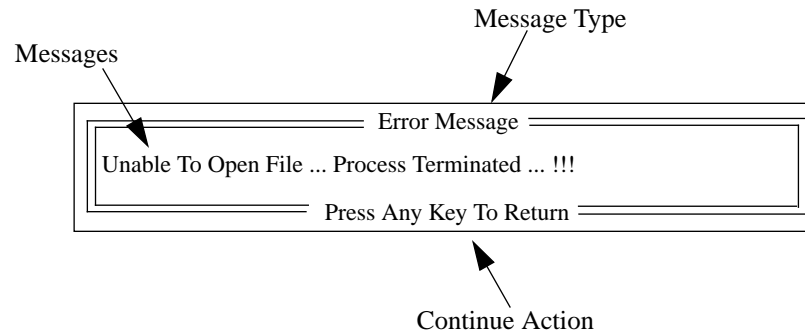 Message Type
Messages
Error Message
Unable To Open File ... Process Terminated ... !!!
Press Any Key To Return
Continue Action